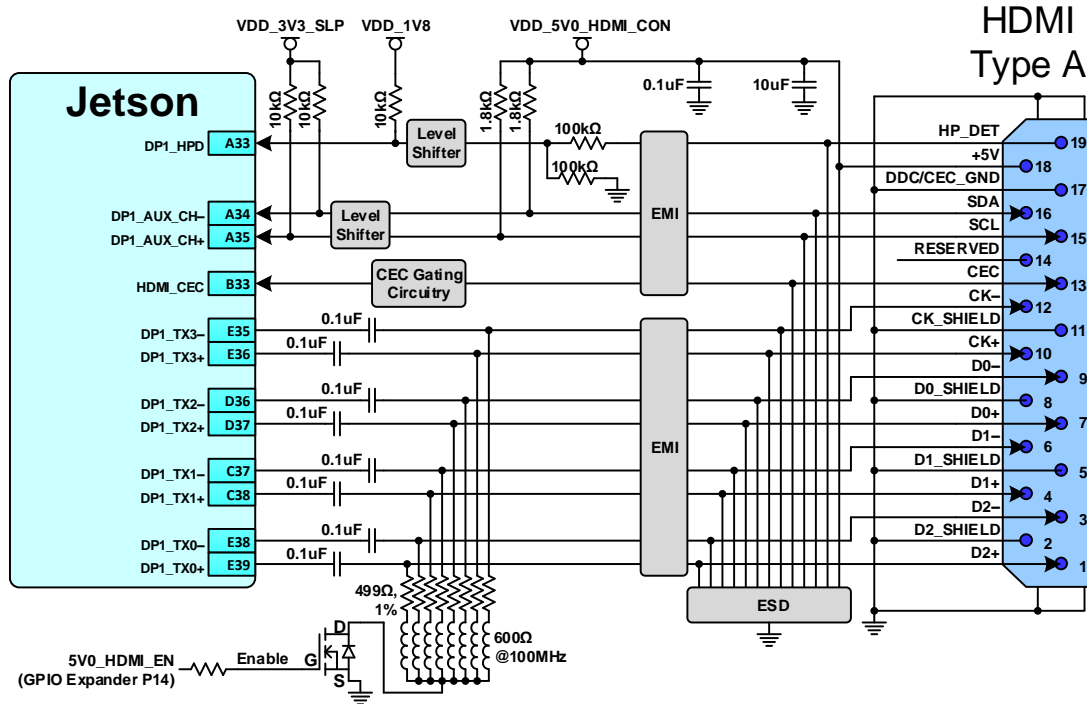 HDMI
Type A
VDD_3V3_SLP
VDD_1V8
VDD_5V0_HDMI_CON
Jetson
10kΩ
10kΩ
10kΩ
1.8kΩ
1.8kΩ
0.1uF
10uF
DP1_HPD A33
Level
Shifter
100kΩ
100kΩ
EMI
HP_DET 19
+5V 18
DDC/CEC_GND 17
DP1_AUX_CH– A34
DP1_AUX_CH+ A35
Level
Shifter
SDA 16
SCL 15
RESERVED 14
HDMI_CEC B33
CEC Gating
Circuitry
CEC 13
CK– 12
DP1_TX3– E35 0.1uF
DP1_TX3+ E36 0.1uF
CK_SHIELD 11
CK+ 10
D0– 9
DP1_TX2– D36 0.1uF
DP1_TX2+ D37 0.1uF
D0_SHIELD 8
D0+ 7
EMI
D1– 6
DP1_TX1– C37 0.1uF
DP1_TX1+ C38 0.1uF
D1_SHIELD 5
D1+ 4
D2– 3
DP1_TX0– E38 0.1uF
DP1_TX0+ E39 0.1uF
D2_SHIELD 2
D2+ 1
499Ω,
1%
ESD
600Ω
@100MHz
5V0_HDMI_EN
(GPIO Expander P14)
Enable
D
G
S